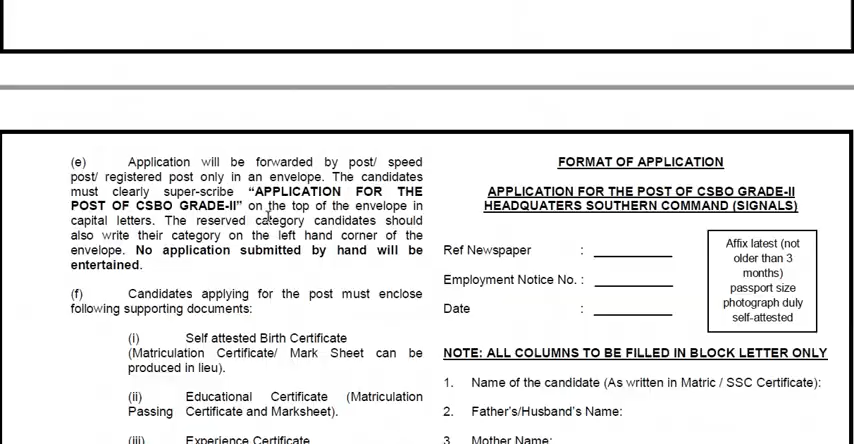 (e) Application will be forwarded by post/ speed
post/ registered post only in an envelope. The candidates
must clearly super-scribe “APPLICATION FOR THE
POST OF CSBO GRADE-II” on the top of the envelope in
capital letters. The reserved category candidates should
also write their category on the left hand corner of the
envelope. No application submitted by hand will be
entertained.
(f) Candidates applying for the post must enclose
following supporting documents:
(i) Self attested Birth Certificate
(Matriculation Certificate/ Mark Sheet can be
produced in lieu).
(ii) Educational Certificate (Matriculation
Passing Certificate and Marksheet).
(iii) Experience Certificate
FORMAT OF APPLICATION
APPLICATION FOR THE POST OF CSBO GRADE-II
HEADQUATERS SOUTHERN COMMAND (SIGNALS)
Ref Newspaper :
Employment Notice No. :
Date :
Affix latest (not
older than 3
months)
passport size
photograph duly
self-attested
NOTE: ALL COLUMNS TO BE FILLED IN BLOCK LETTER ONLY
1. Name of the candidate (As written in Matric / SSC Certificate):
2. Father’s/Husband’s Name:
3. Mother Name: